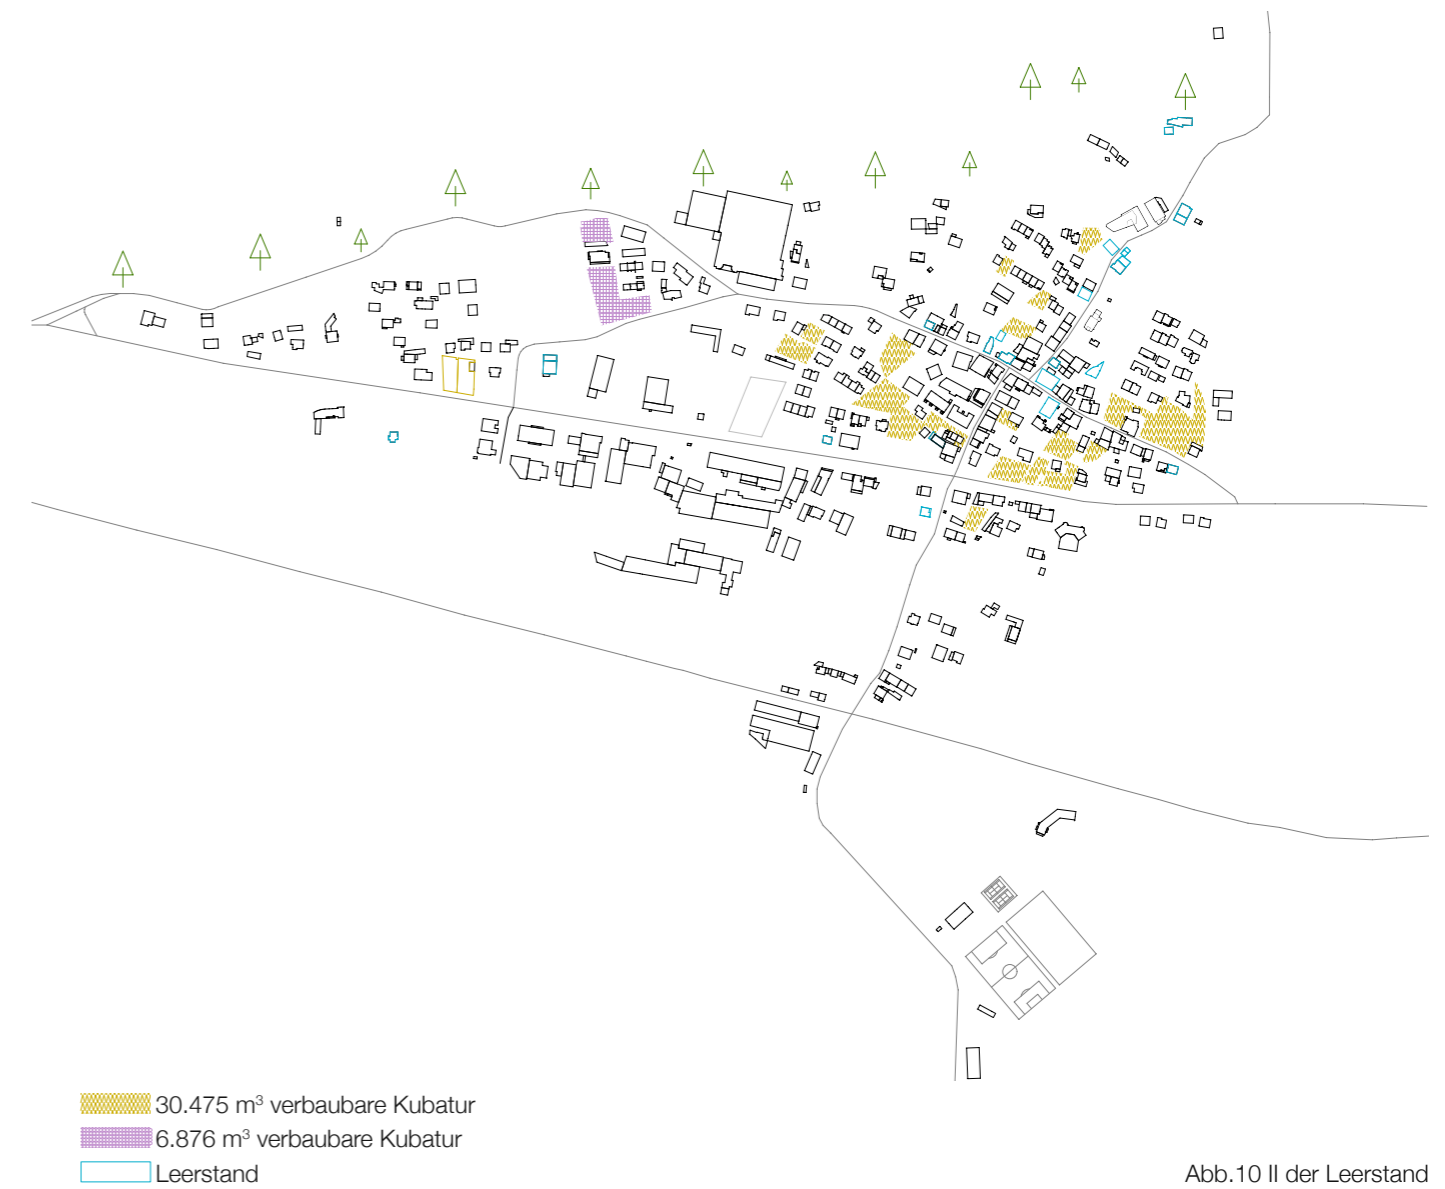 30.475 m³ verbaubare Kubatur
6.876 m³ verbaubare Kubatur
Leerstand
Abb.10 II der Leerstand